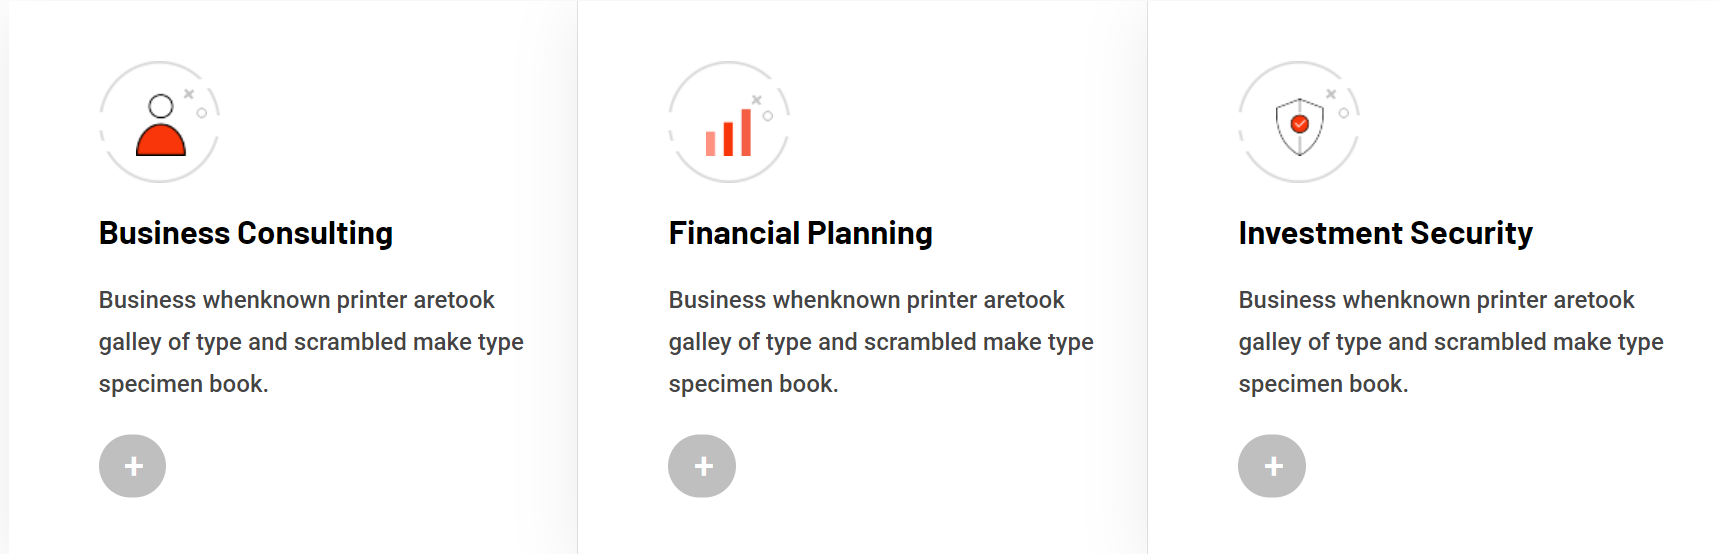 Business Consulting
Business whenknown printer aretook
galley of type and scrambled make type
specimen book.
+
Financial Planning
Business whenknown printer aretook
galley of type and scrambled make type
specimen book.
+
Investment Security
Business whenknown printer aretook
galley of type and scrambled make type
specimen book.
+